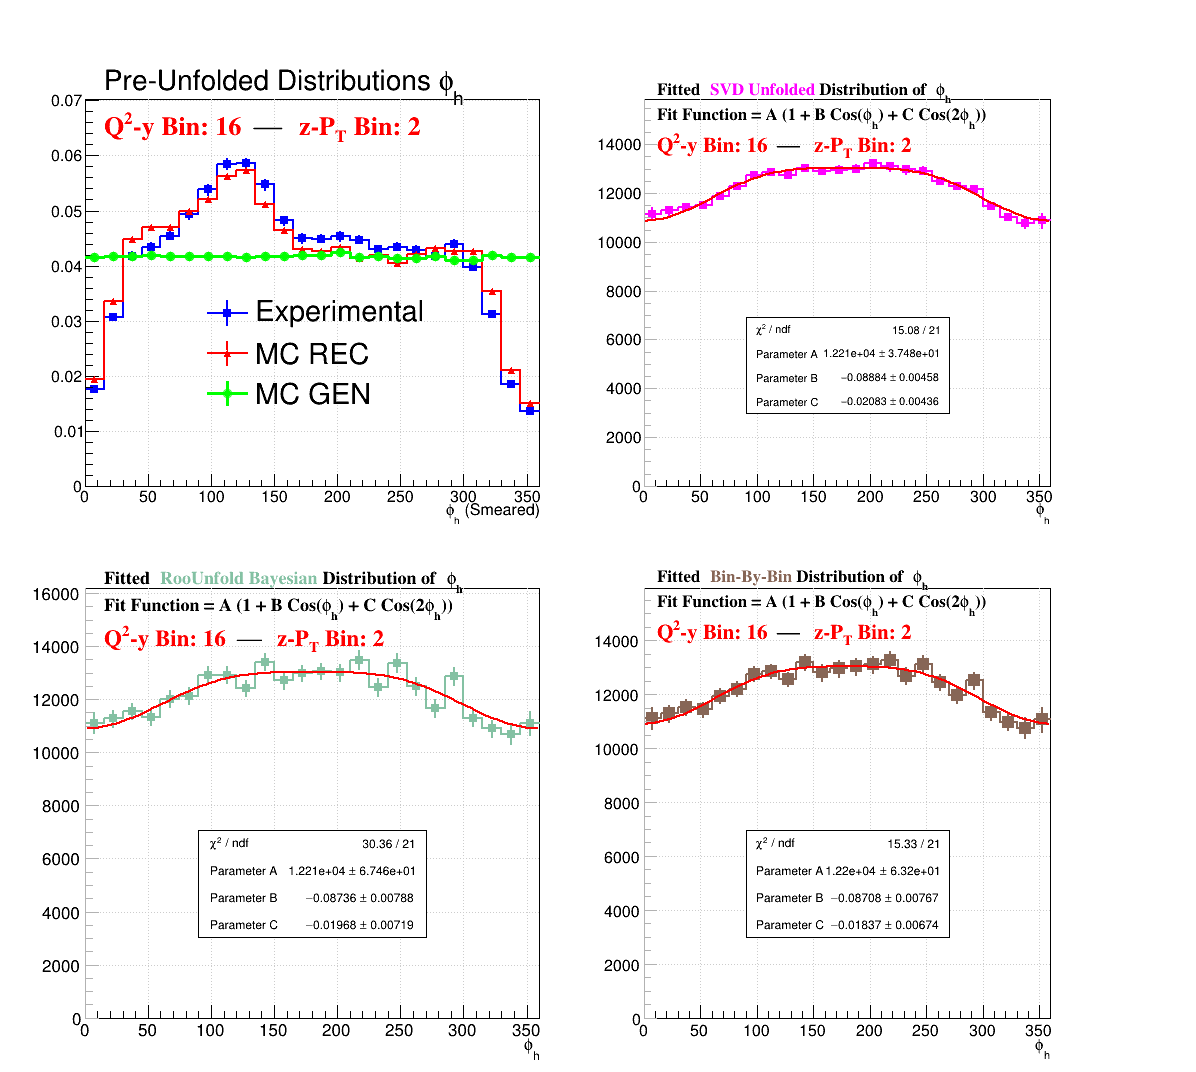 Pre-Unfolded Distributions ϕh
Q2-y Bin: 16 — z-PT Bin: 2
0.07
0.06
0.05
0.04
0.03
0.02
0.01
0
Experimental
MC REC
MC GEN
0 50 100 150 200 250 300 350
ϕh (Smeared)
Fitted SVD Unfolded Distribution of ϕh
Fit Function = A (1 + B Cos(ϕh) + C Cos(2ϕh))
Q2-y Bin: 16 — z-PT Bin: 2
14000
12000
10000
8000
6000
4000
2000
0
χ2 / ndf 15.08 / 21
Parameter A 1.221e+04 ± 3.748e+01
Parameter B −0.08884 ± 0.00458
Parameter C −0.02083 ± 0.00436
0 50 100 150 200 250 300 350
ϕh
Fitted RooUnfold Bayesian Distribution of ϕh
Fit Function = A (1 + B Cos(ϕh) + C Cos(2ϕh))
Q2-y Bin: 16 — z-PT Bin: 2
16000
14000
12000
10000
8000
6000
4000
2000
0
χ2 / ndf 30.36 / 21
Parameter A 1.221e+04 ± 6.746e+01
Parameter B −0.08736 ± 0.00788
Parameter C −0.01968 ± 0.00719
0 50 100 150 200 250 300 350
ϕh
Fitted Bin-By-Bin Distribution of ϕh
Fit Function = A (1 + B Cos(ϕh) + C Cos(2ϕh))
Q2-y Bin: 16 — z-PT Bin: 2
14000
12000
10000
8000
6000
4000
2000
0
χ2 / ndf 15.33 / 21
Parameter A 1.22e+04 ± 6.32e+01
Parameter B −0.08708 ± 0.00767
Parameter C −0.01837 ± 0.00674
0 50 100 150 200 250 300 350
ϕh